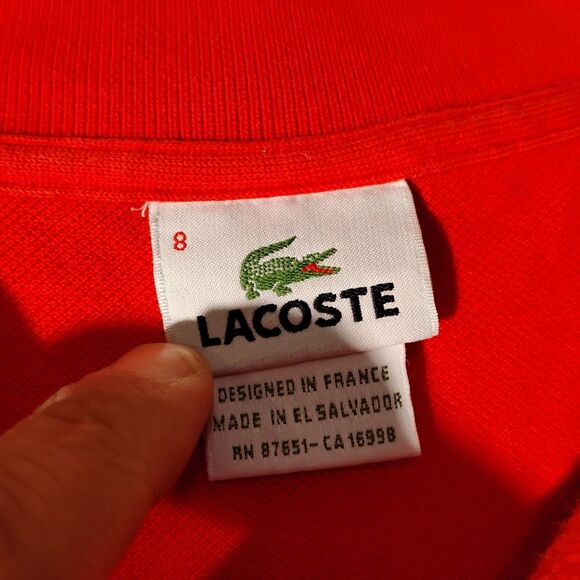 8
LACOSTE
DESIGNED IN FRANCE
MADE IN EL SALVADOR
RN 87651-CA 16998